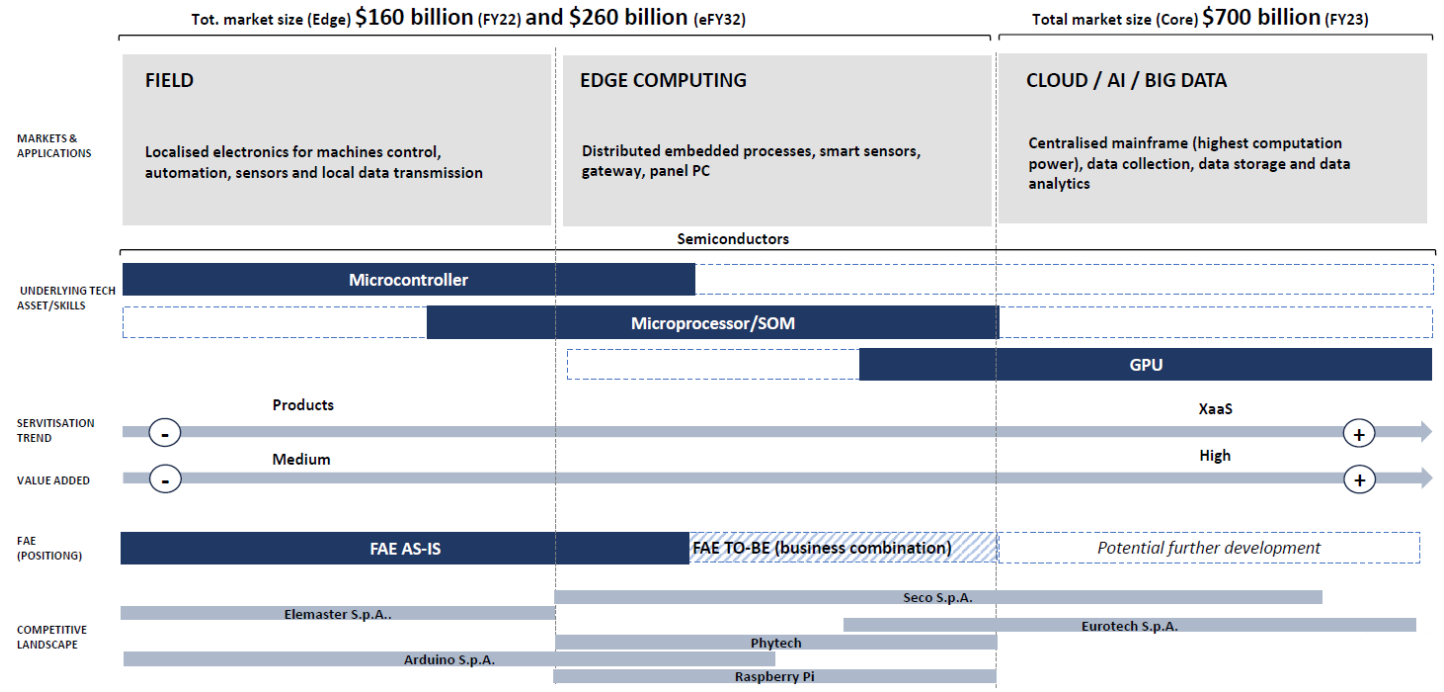 Tot. market size (Edge) $160 billion (FY22) and $260 billion (eFY32)
Total market size (Core) $700 billion (FY23)
MARKETS &
APPLICATIONS
FIELD
Localised electronics for machines control,
automation, sensors and local data transmission
EDGE COMPUTING
Distributed embedded processes, smart sensors,
gateway, panel PC
CLOUD / AI / BIG DATA
Centralised mainframe (highest computation
power), data collection, data storage and data
analytics
Semiconductors
UNDERLYING TECH
ASSET/SKILLS
Microcontroller
Microprocessor/SOM
GPU
SERVITISATION
TREND
Products
XaaS
-
+
VALUE ADDED
Medium
High
-
+
FAE
(POSITIONG)
FAE AS-IS
FAE TO-BE (business combination)
Potential further development
COMPETITIVE
LANDSCAPE
Seco S.p.A.
Elemaster S.p.A..
Eurotech S.p.A.
Phytech
Arduino S.p.A.
Raspberry Pi